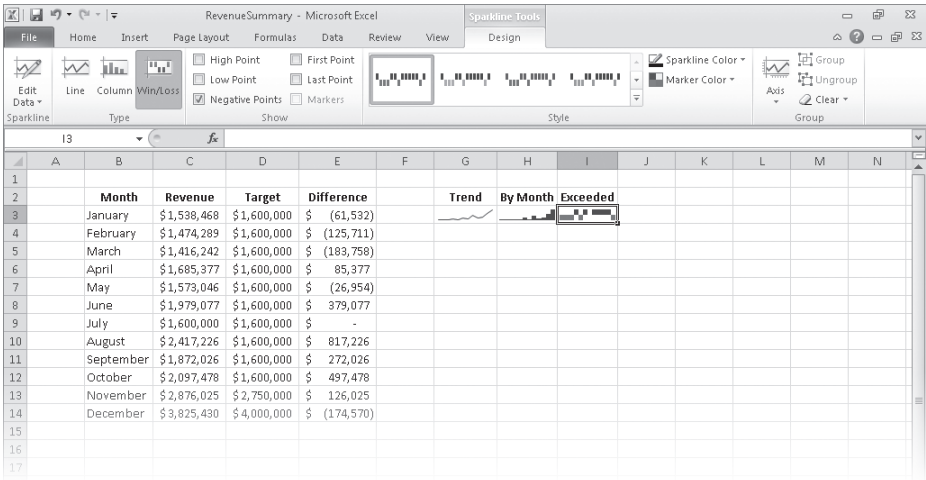 RevenueSummary - Microsoft Excel
Sparkline Tools
File Home Insert Page Layout Formulas Data Review View Design
Edit Data
Sparkline
Line Column Win/Loss
Type
High Point First Point
Low Point Last Point
Negative Points Markers
Show
Style
Sparkline Color
Marker Color
Axis
Group
Ungroup
Clear
Group
I3 fx
A B C D E F G H I J K L M N
1
2 Month Revenue Target Difference Trend By Month Exceeded
3 January $1,538,468 $1,600,000 $ (61,532)
4 February $1,474,289 $1,600,000 $ (125,711)
5 March $1,416,242 $1,600,000 $ (183,758)
6 April $1,685,377 $1,600,000 $ 85,377
7 May $1,573,046 $1,600,000 $ (26,954)
8 June $1,979,077 $1,600,000 $ 379,077
9 July $1,600,000 $1,600,000 $ -
10 August $2,417,226 $1,600,000 $ 817,226
11 September $1,872,026 $1,600,000 $ 272,026
12 October $2,097,478 $1,600,000 $ 497,478
13 November $2,876,025 $2,750,000 $ 126,025
14 December $3,825,430 $4,000,000 $ (174,570)
15
16
17